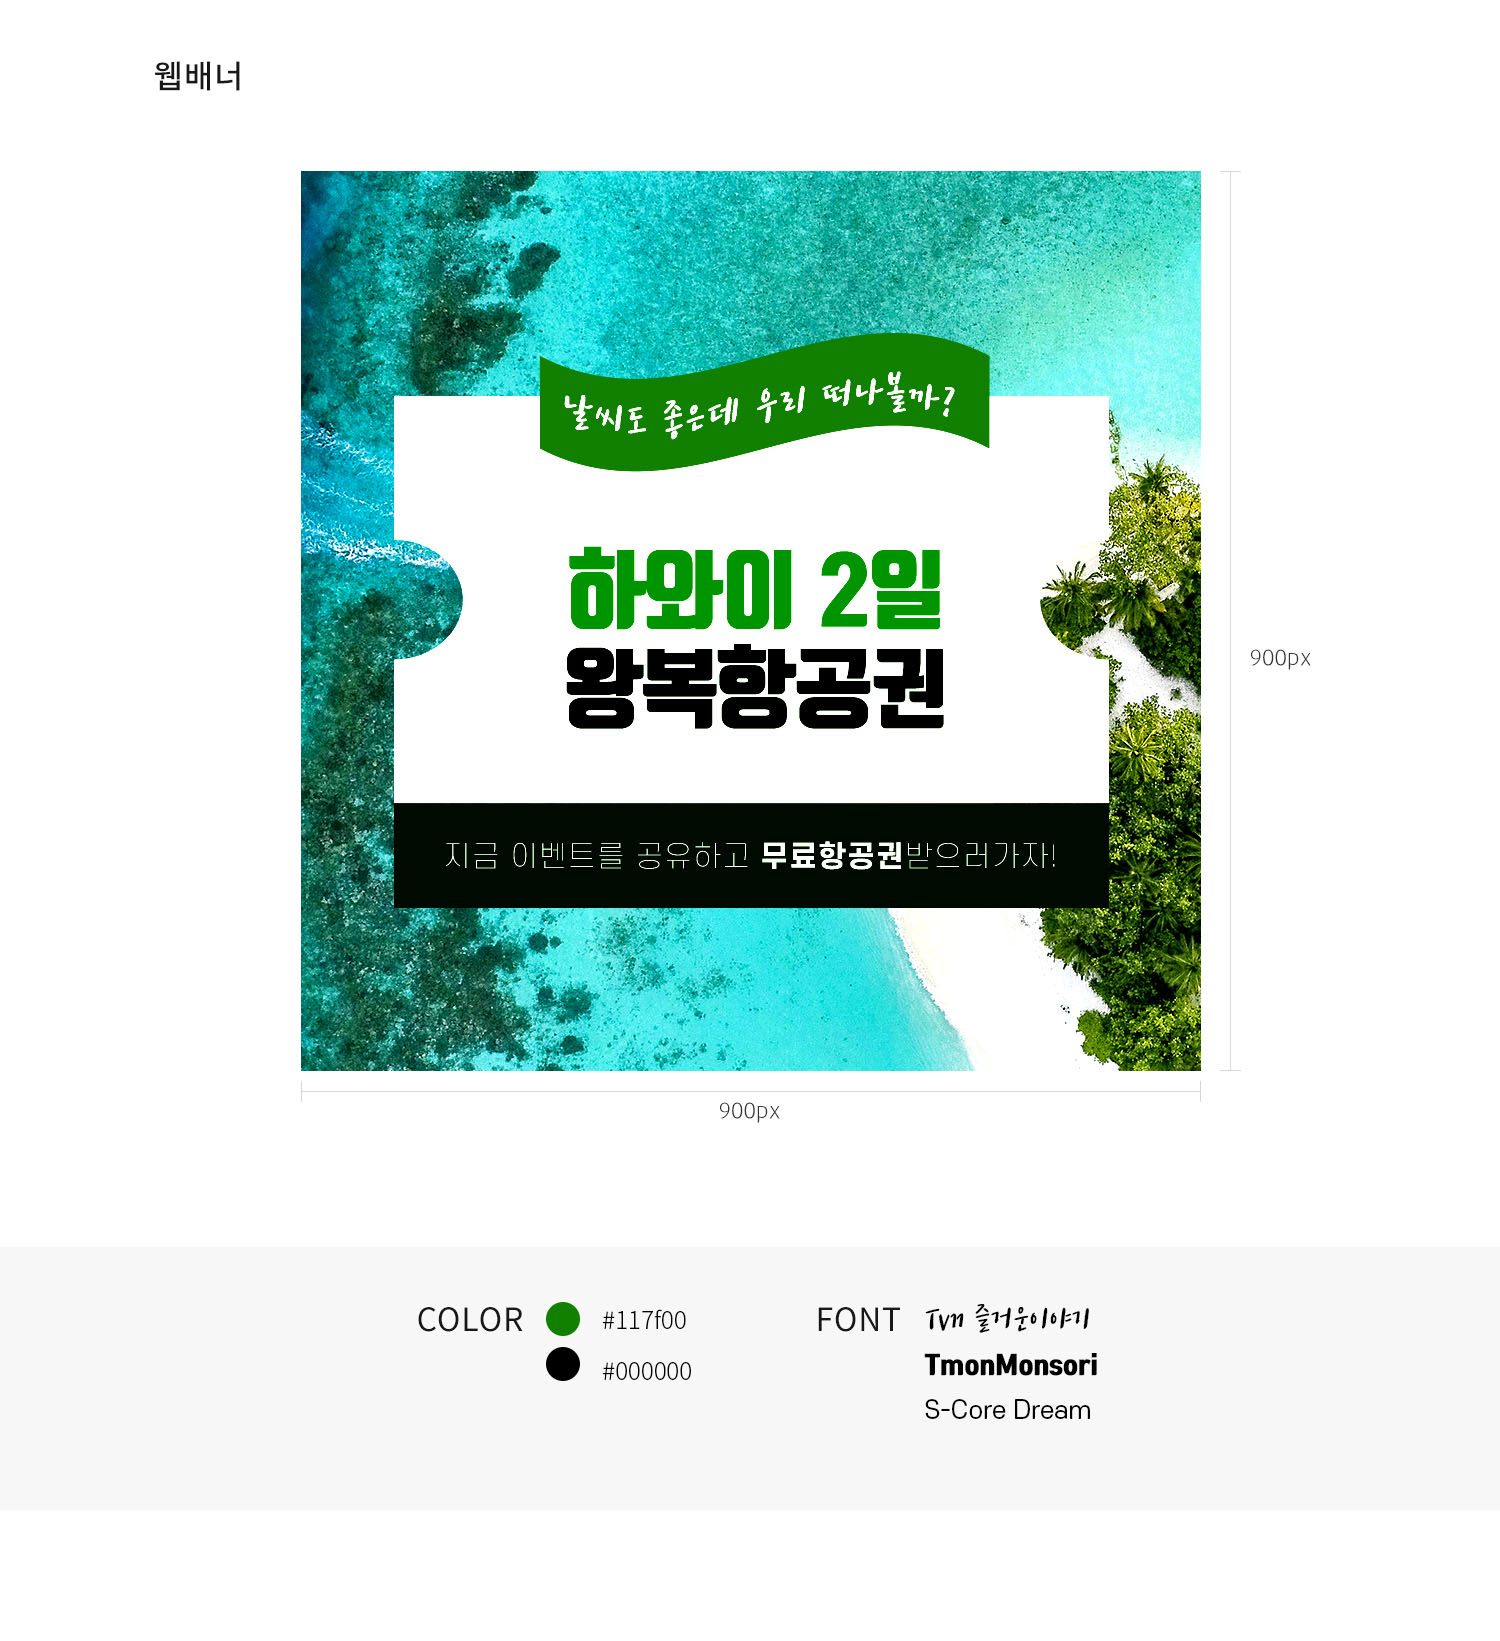 웹배너
날씨도 좋은데 우리 떠나볼까?
하와이 2일
왕복항공권
지금 이벤트를 공유하고 무료항공권받으러가자!
900px
900px
COLOR
#117f00
#000000
FONT
Tvn 즐거운이야기
TmonMonsori
S-Core Dream